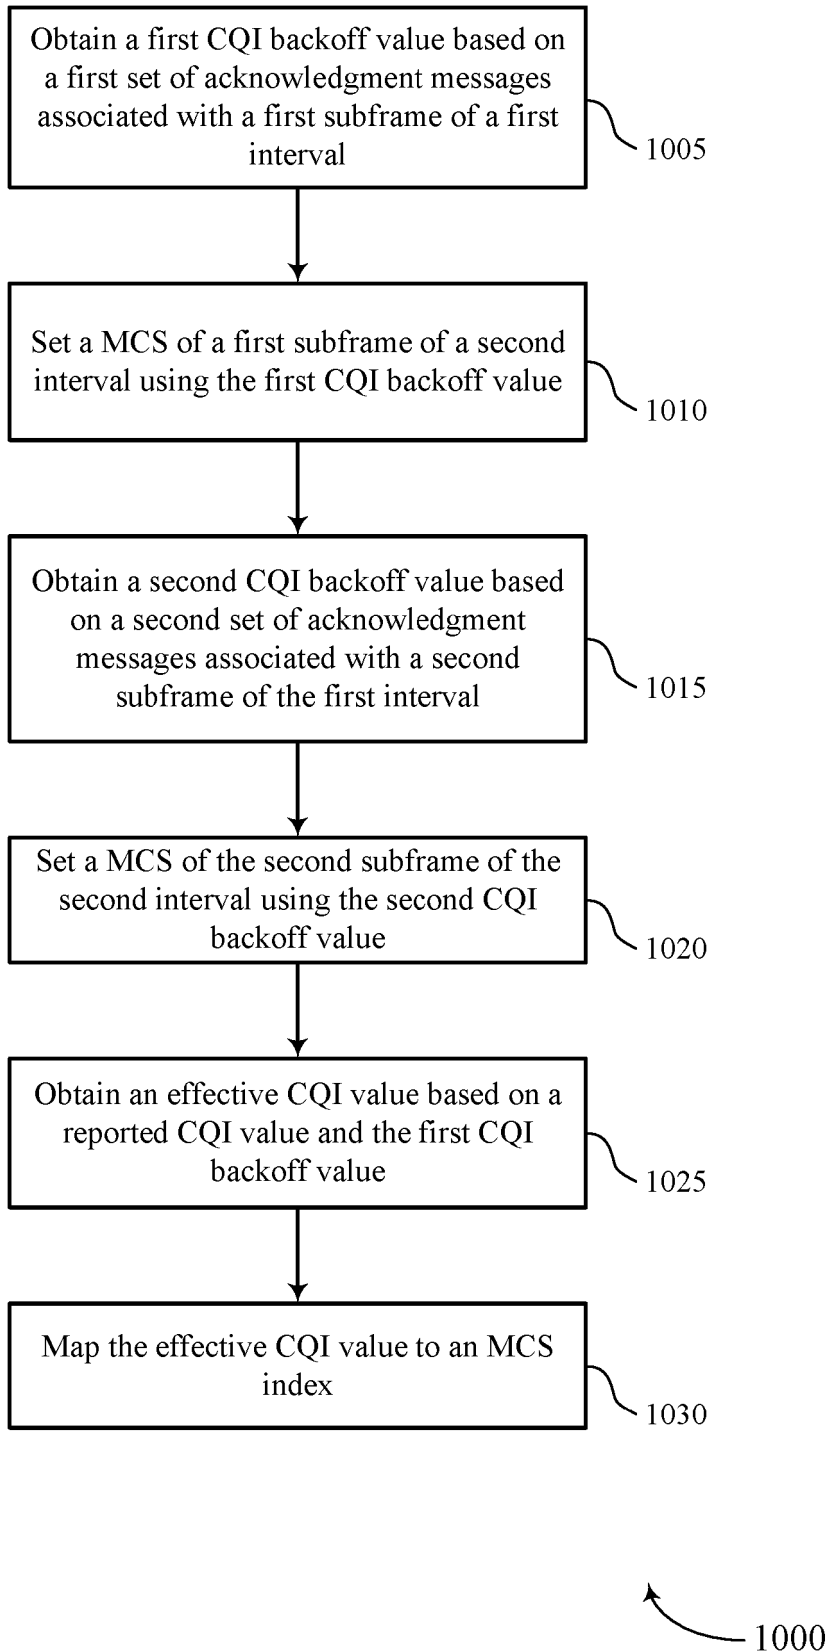 Obtain a first CQI backoff value based on
a first set of acknowledgment messages
associated with a first subframe of a first
interval
1005
Set a MCS of a first subframe of a second
interval using the first CQI backoff value
1010
Obtain a second CQI backoff value based
on a second set of acknowledgment
messages associated with a second
subframe of the first interval
1015
Set a MCS of the second subframe of the
second interval using the second CQI
backoff value
1020
Obtain an effective CQI value based on a
reported CQI value and the first CQI
backoff value
1025
Map the effective CQI value to an MCS
index
1030
1000